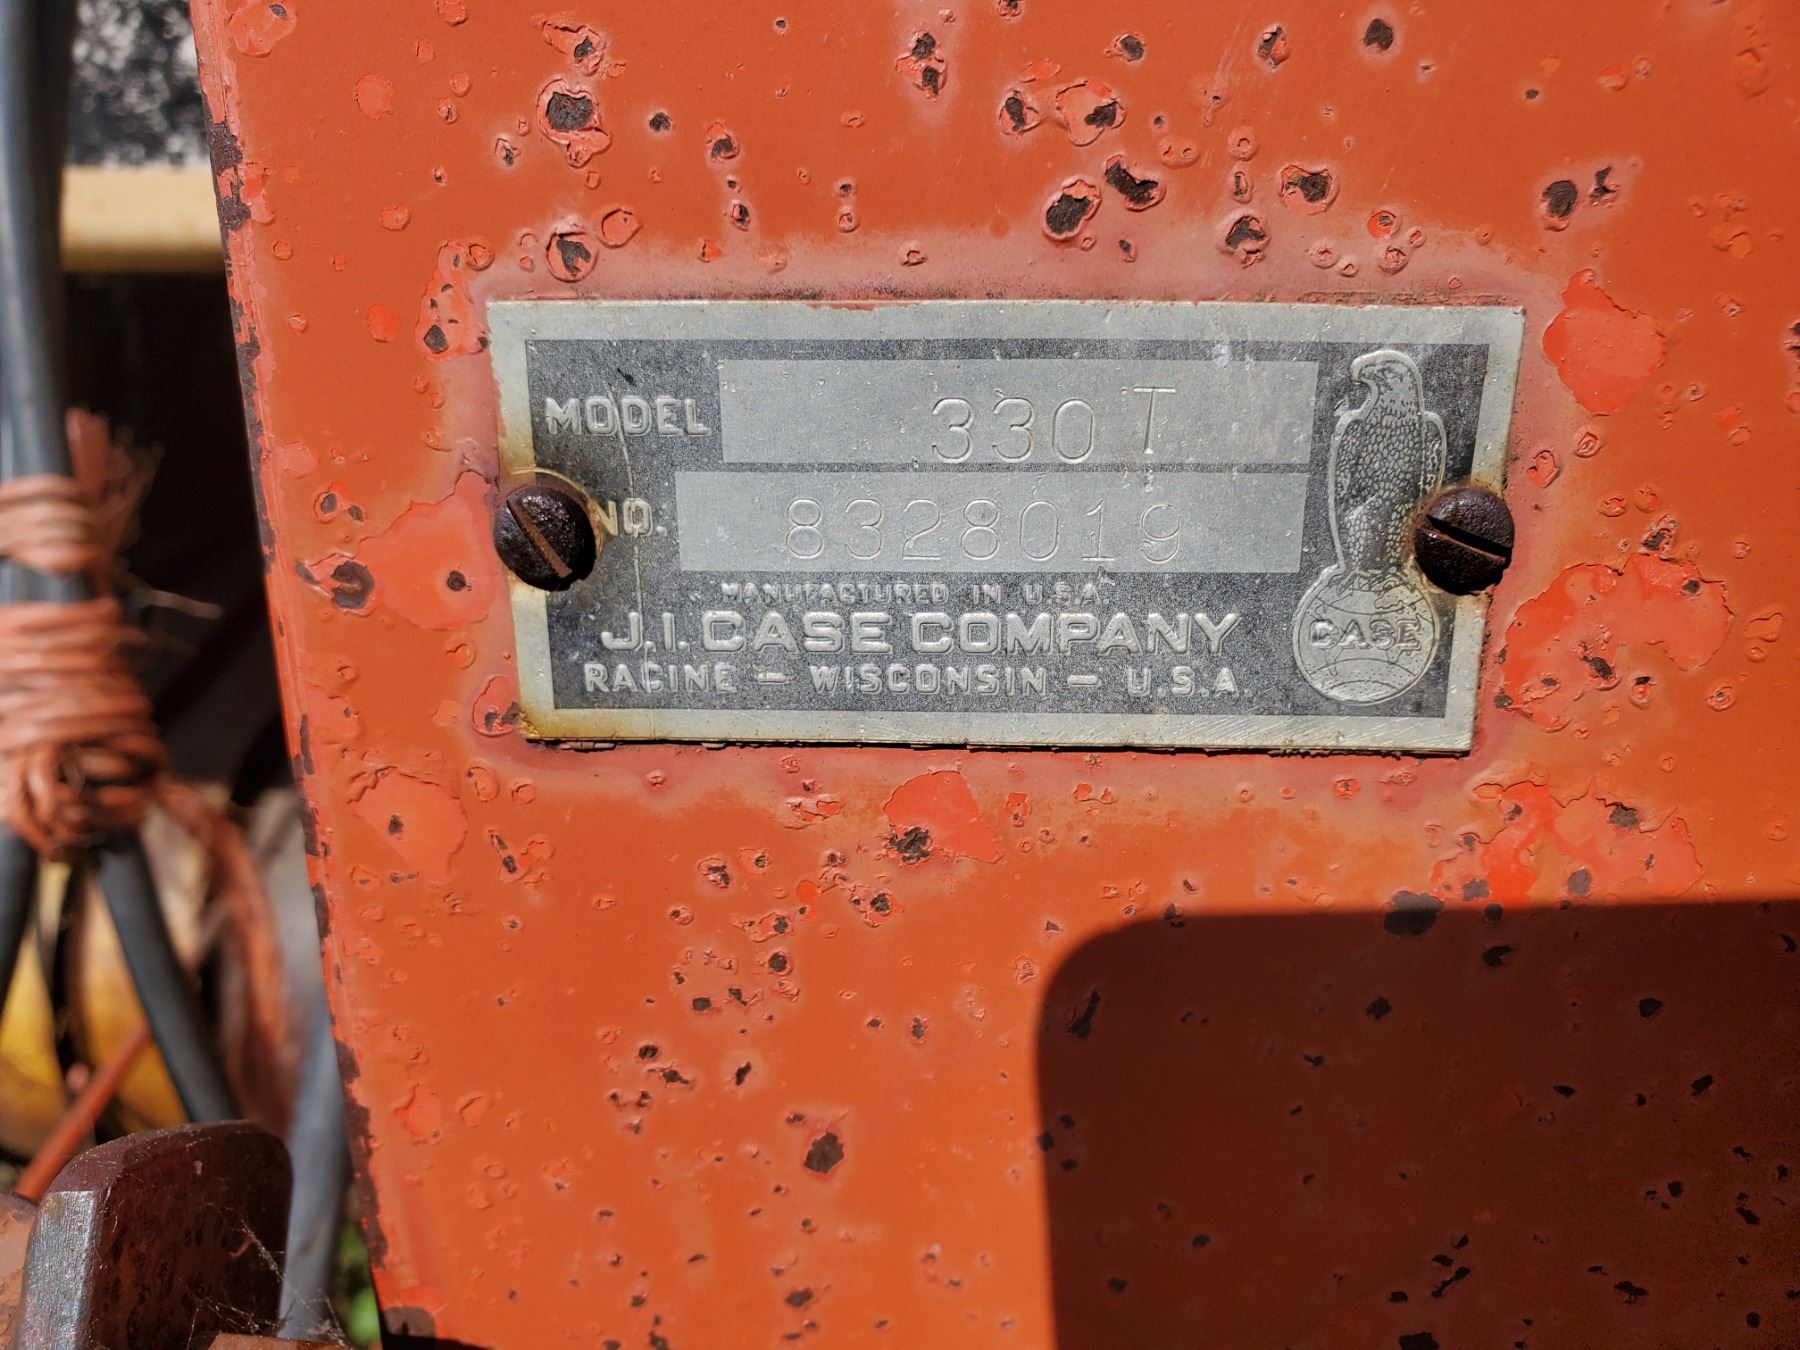 MODEL 330 T
NO. 8328019
MANUFACTURED IN U.S.A.
J.I. CASE COMPANY
RACINE — WISCONSIN — U.S.A.
CASE